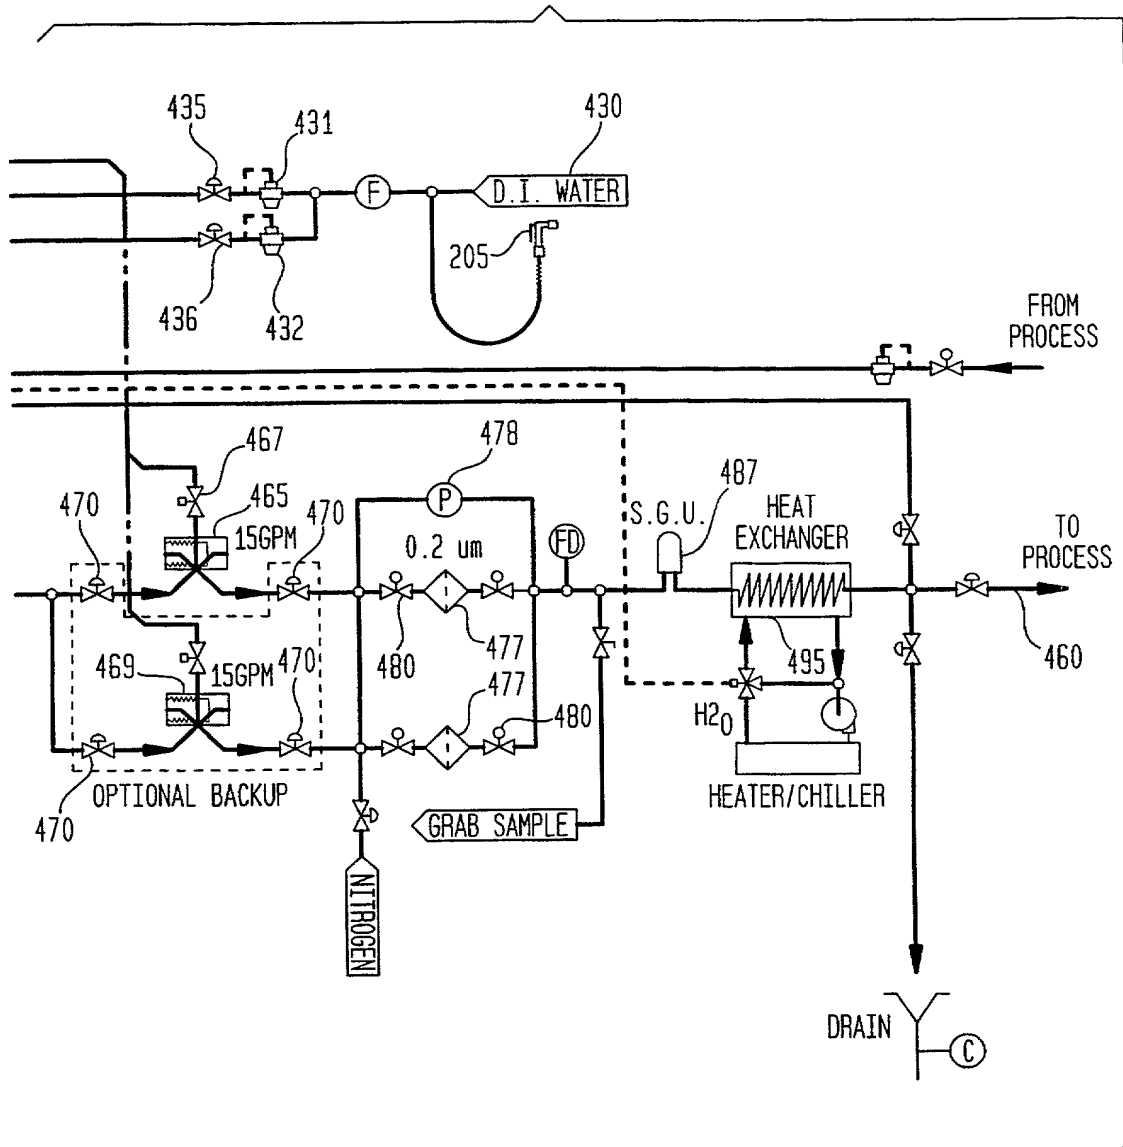 435
431
430
F
D.I. WATER
205
436
432
FROM
PROCESS
467
478
470
465
470
P
S.G.U.
487
HEAT
EXCHANGER
TO
PROCESS
15GPM
0.2 um
FD
480
477
495
460
469
15GPM
470
477
480
H2O
OPTIONAL BACKUP
HEATER/CHILLER
470
GRAB SAMPLE
NITROGEN
DRAIN
C